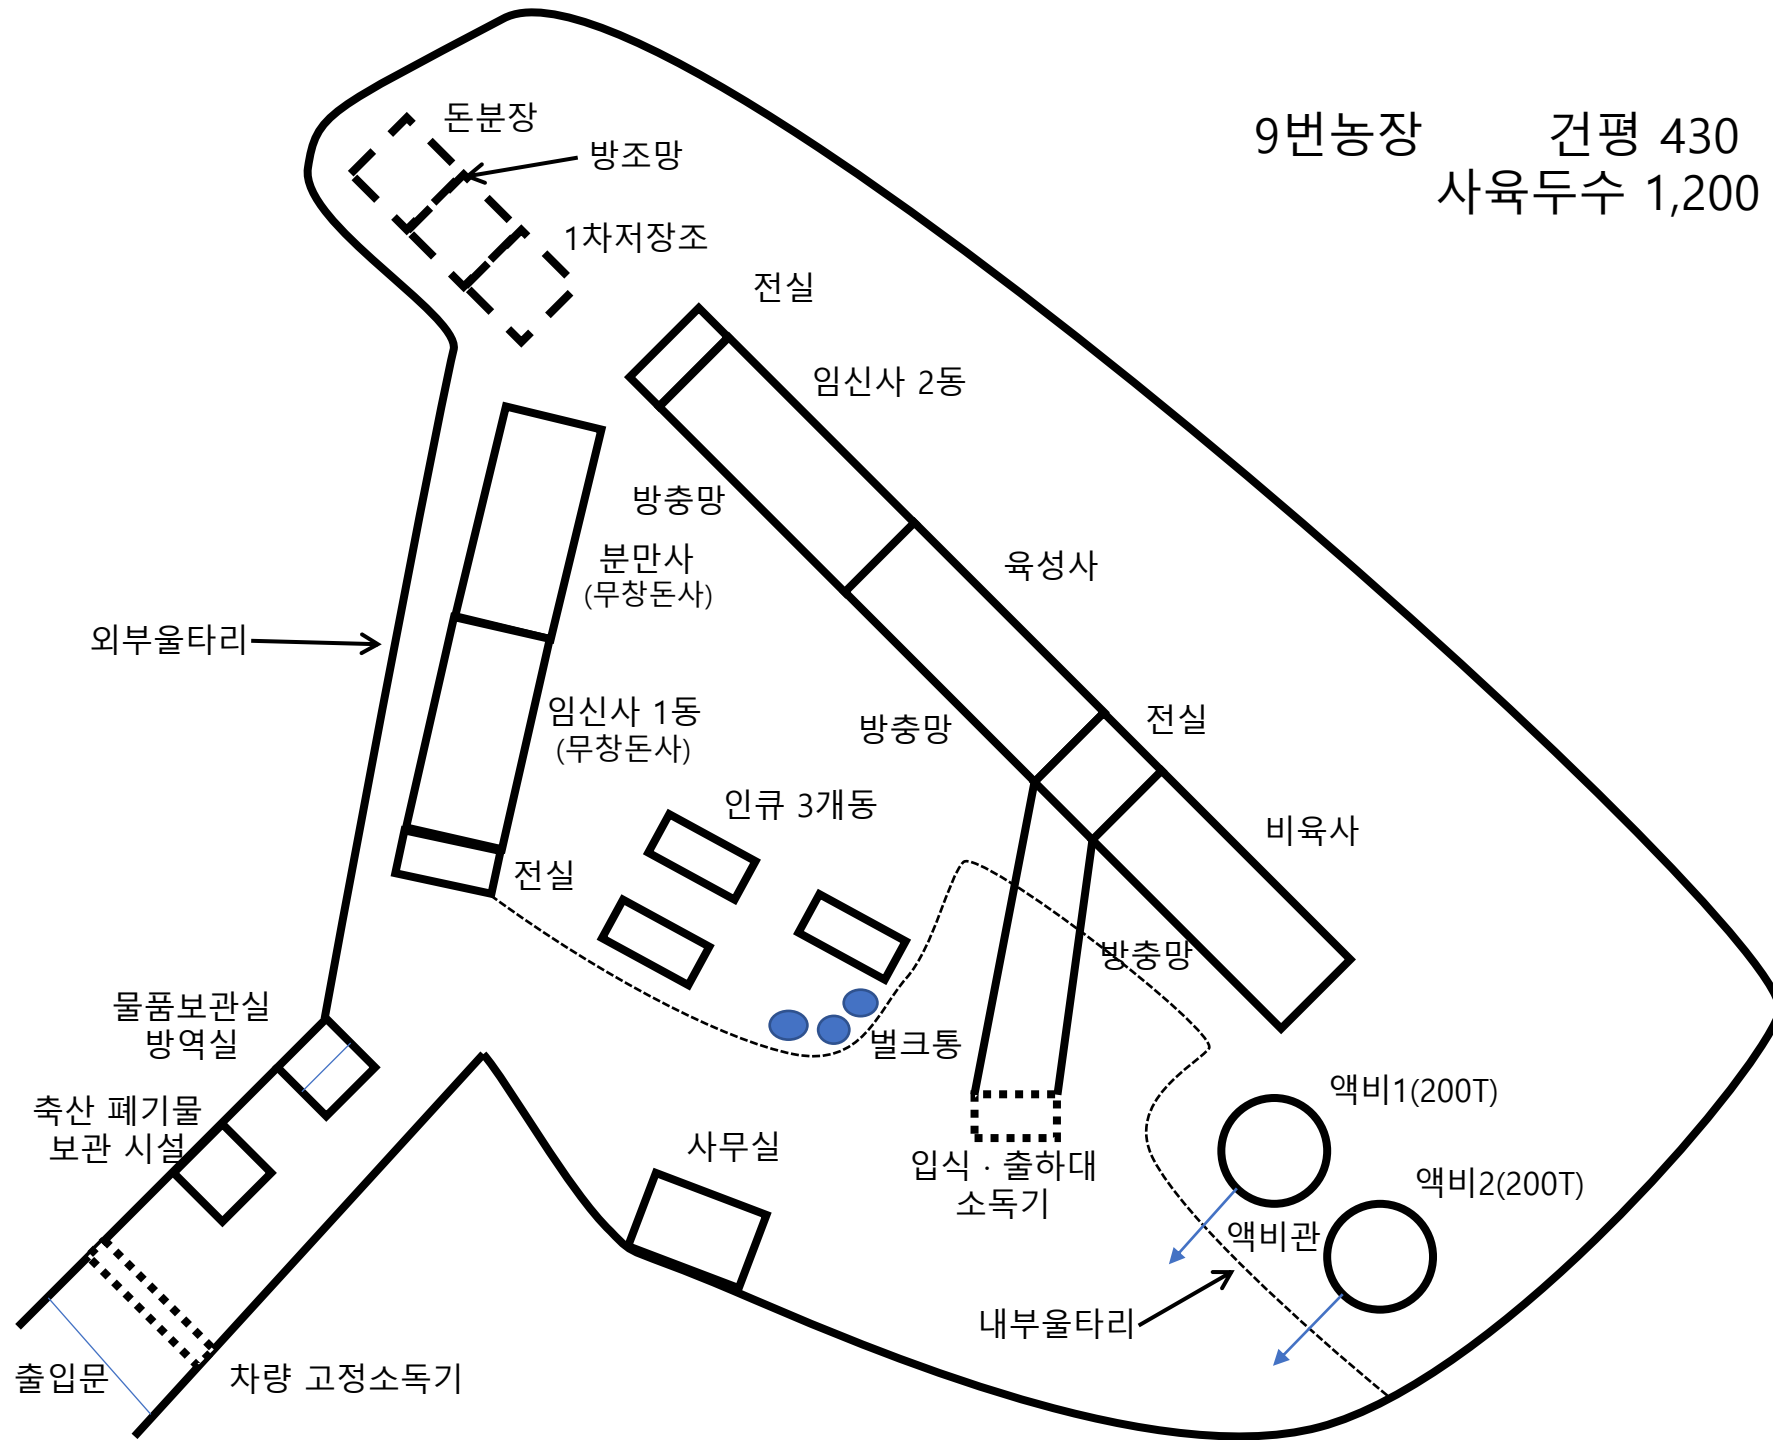 9번농장 건평 430
사육두수 1,200
돈분장
방조망
1차저장조
전실
임신사 2동
방충망
분만사
(무창돈사)
육성사
외부울타리
임신사 1동
(무창돈사)
방충망
전실
인큐 3개동
비육사
전실
방충망
물품보관실
방역실
벌크통
축산 폐기물
보관 시설
사무실
입식 · 출하대
소독기
액비1(200T)
액비2(200T)
액비관
내부울타리
출입문
차량 고정소독기